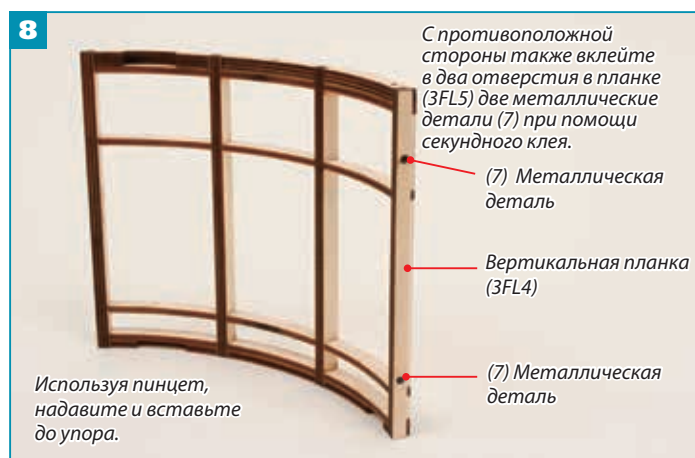 8
С противоположной
стороны также вклейте
в два отверстия в планке
(3FL5) две металлические
детали (7) при помощи
секундного клея.
(7) Металлическая
деталь
Вертикальная планка
(3FL4)
(7) Металлическая
деталь
Используя пинцет,
надавите и вставьте
до упора.